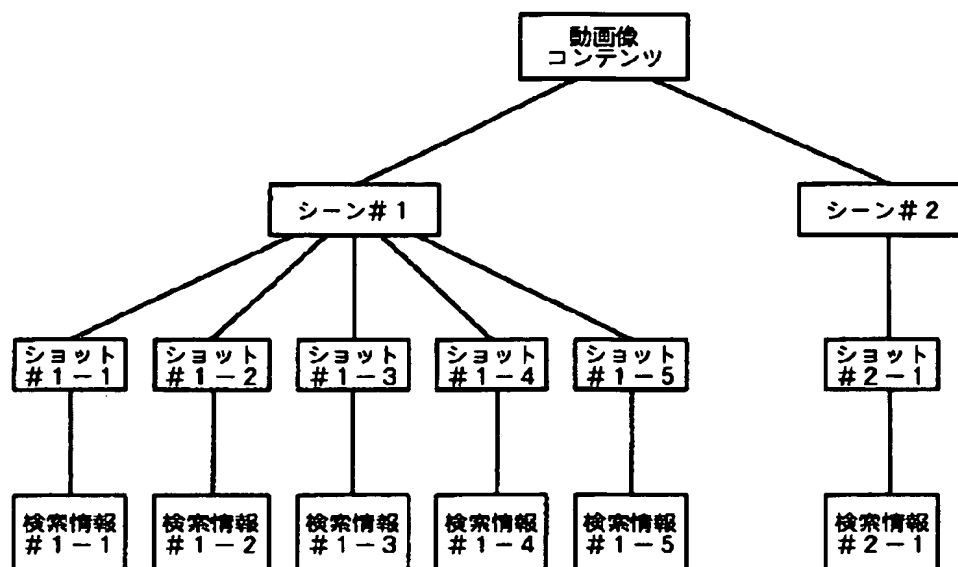 動画像
コンテンツ
シーン#1
シーン#2
ショット
#1-1
ショット
#1-2
ショット
#1-3
ショット
#1-4
ショット
#1-5
ショット
#2-1
検索情報
#1-1
検索情報
#1-2
検索情報
#1-3
検索情報
#1-4
検索情報
#1-5
検索情報
#2-1